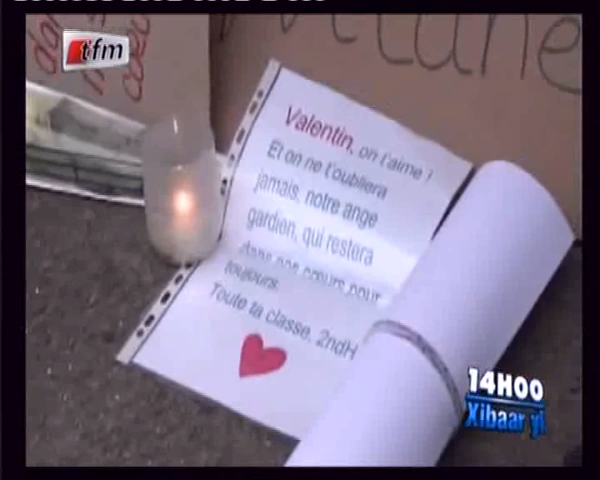 tfm
Valentin, on t'aime !
Et on ne t'oubliera
jamais, notre ange
gardien, qui restera
dans nos cœurs pour
toujours.
Toute ta classe, 2ndH
14H00
Xibaar yi